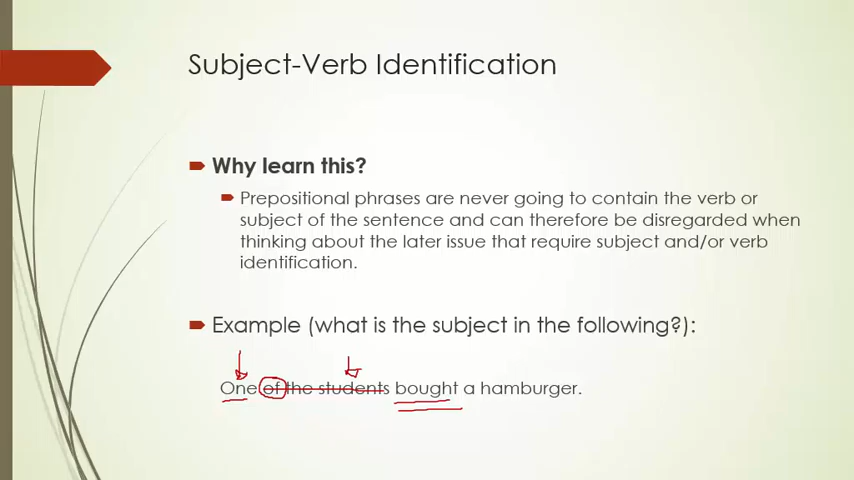 Subject-Verb Identification
Why learn this?
Prepositional phrases are never going to contain the verb or
subject of the sentence and can therefore be disregarded when
thinking about the later issue that require subject and/or verb
identification.
Example (what is the subject in the following?):
One of the students bought a hamburger.